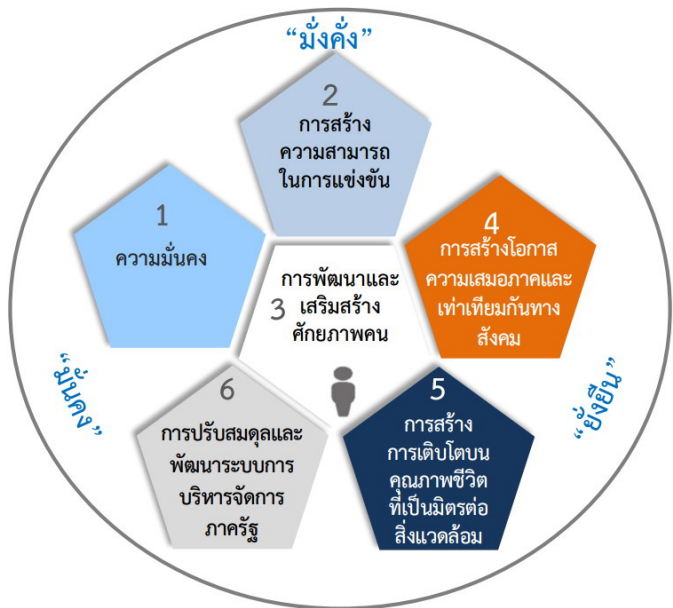 “มั่งคั่ง”
2
การสร้าง
ความสามารถ
ในการแข่งขัน
1
ความมั่นคง
4
การสร้างโอกาส
ความเสมอภาคและ
เท่าเทียมกันทาง
สังคม
การพัฒนาและ
3 เสริมสร้าง
ศักยภาพคน
“มั่นคง”
“ยั่งยืน”
6
การปรับสมดุลและ
พัฒนาระบบการ
บริหารจัดการ
ภาครัฐ
5
การสร้าง
การเติบโตบน
คุณภาพชีวิต
ที่เป็นมิตรต่อ
สิ่งแวดล้อม